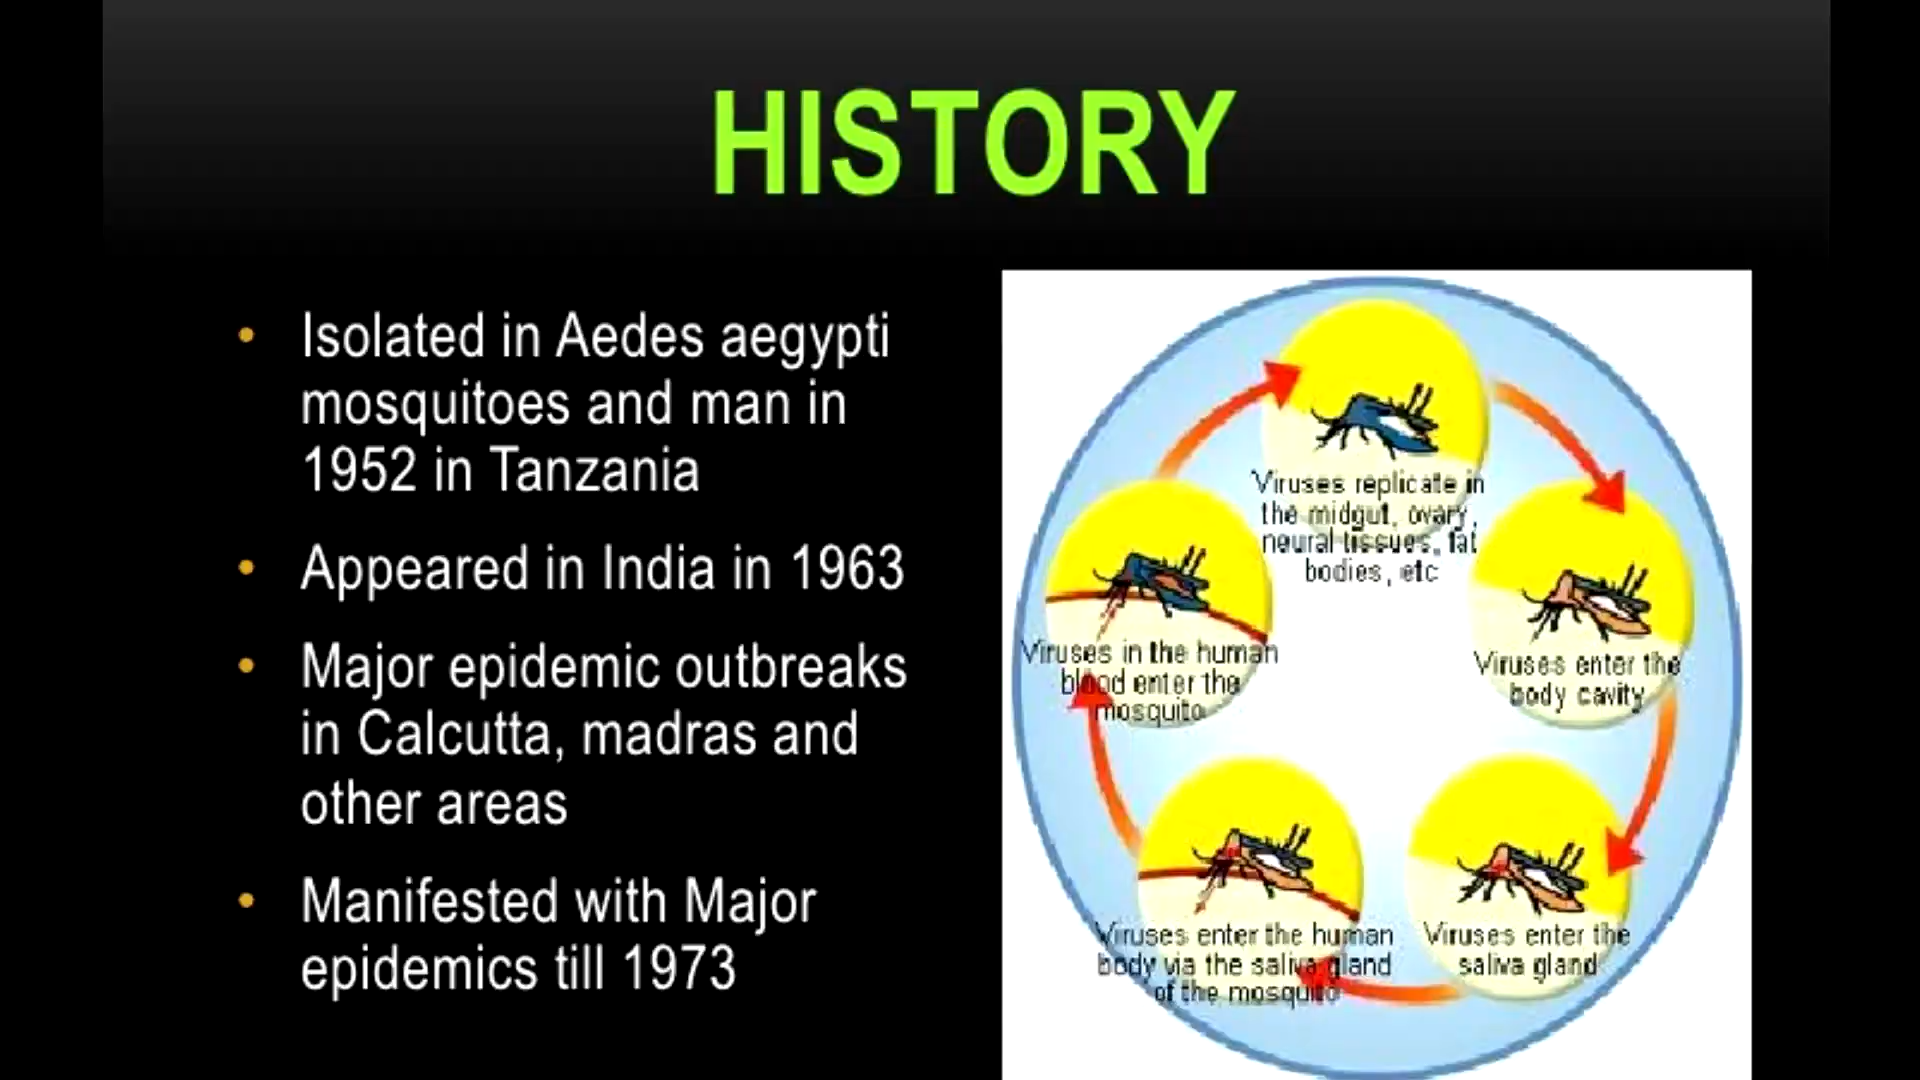 HISTORY
• Isolated in Aedes aegypti
mosquitoes and man in
1952 in Tanzania
• Appeared in India in 1963
• Major epidemic outbreaks
in Calcutta, madras and
other areas
• Manifested with Major
epidemics till 1973
Viruses replicate in
the midgut, ovary,
neural tissues, fat
bodies, etc
Viruses enter the
body cavity
Viruses enter the
saliva gland
Viruses enter the human
body via the saliva gland
of the mosquito
Viruses in the human
blood enter the
mosquito